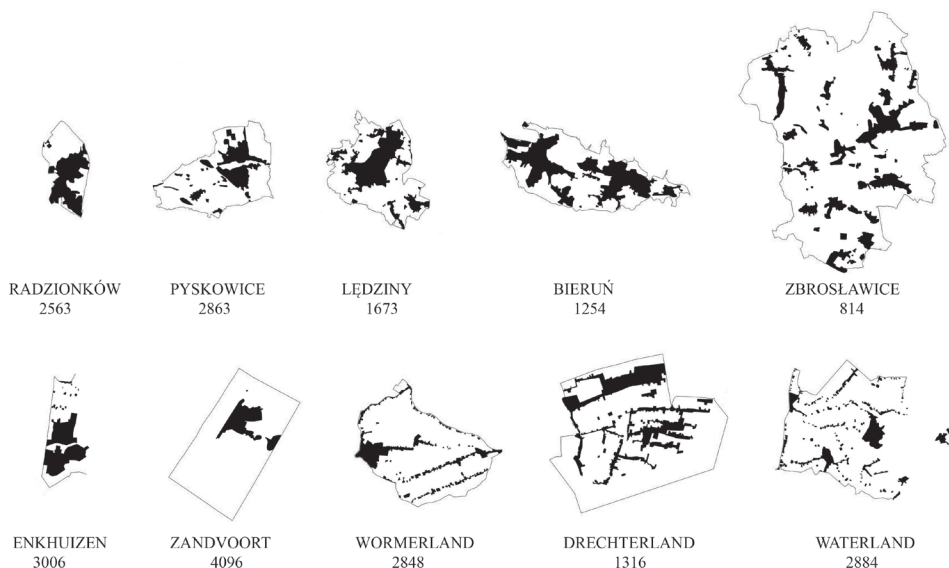 RADZIONKÓW PYSKOWICE LĘDZINY BIERUŃ ZBROSŁAWICE
2563 2863 1673 1254 814
ENKHUIZEN ZANDVOORT WORMERLAND DRECHTERLAND WATERLAND
3006 4096 2848 1316 2884